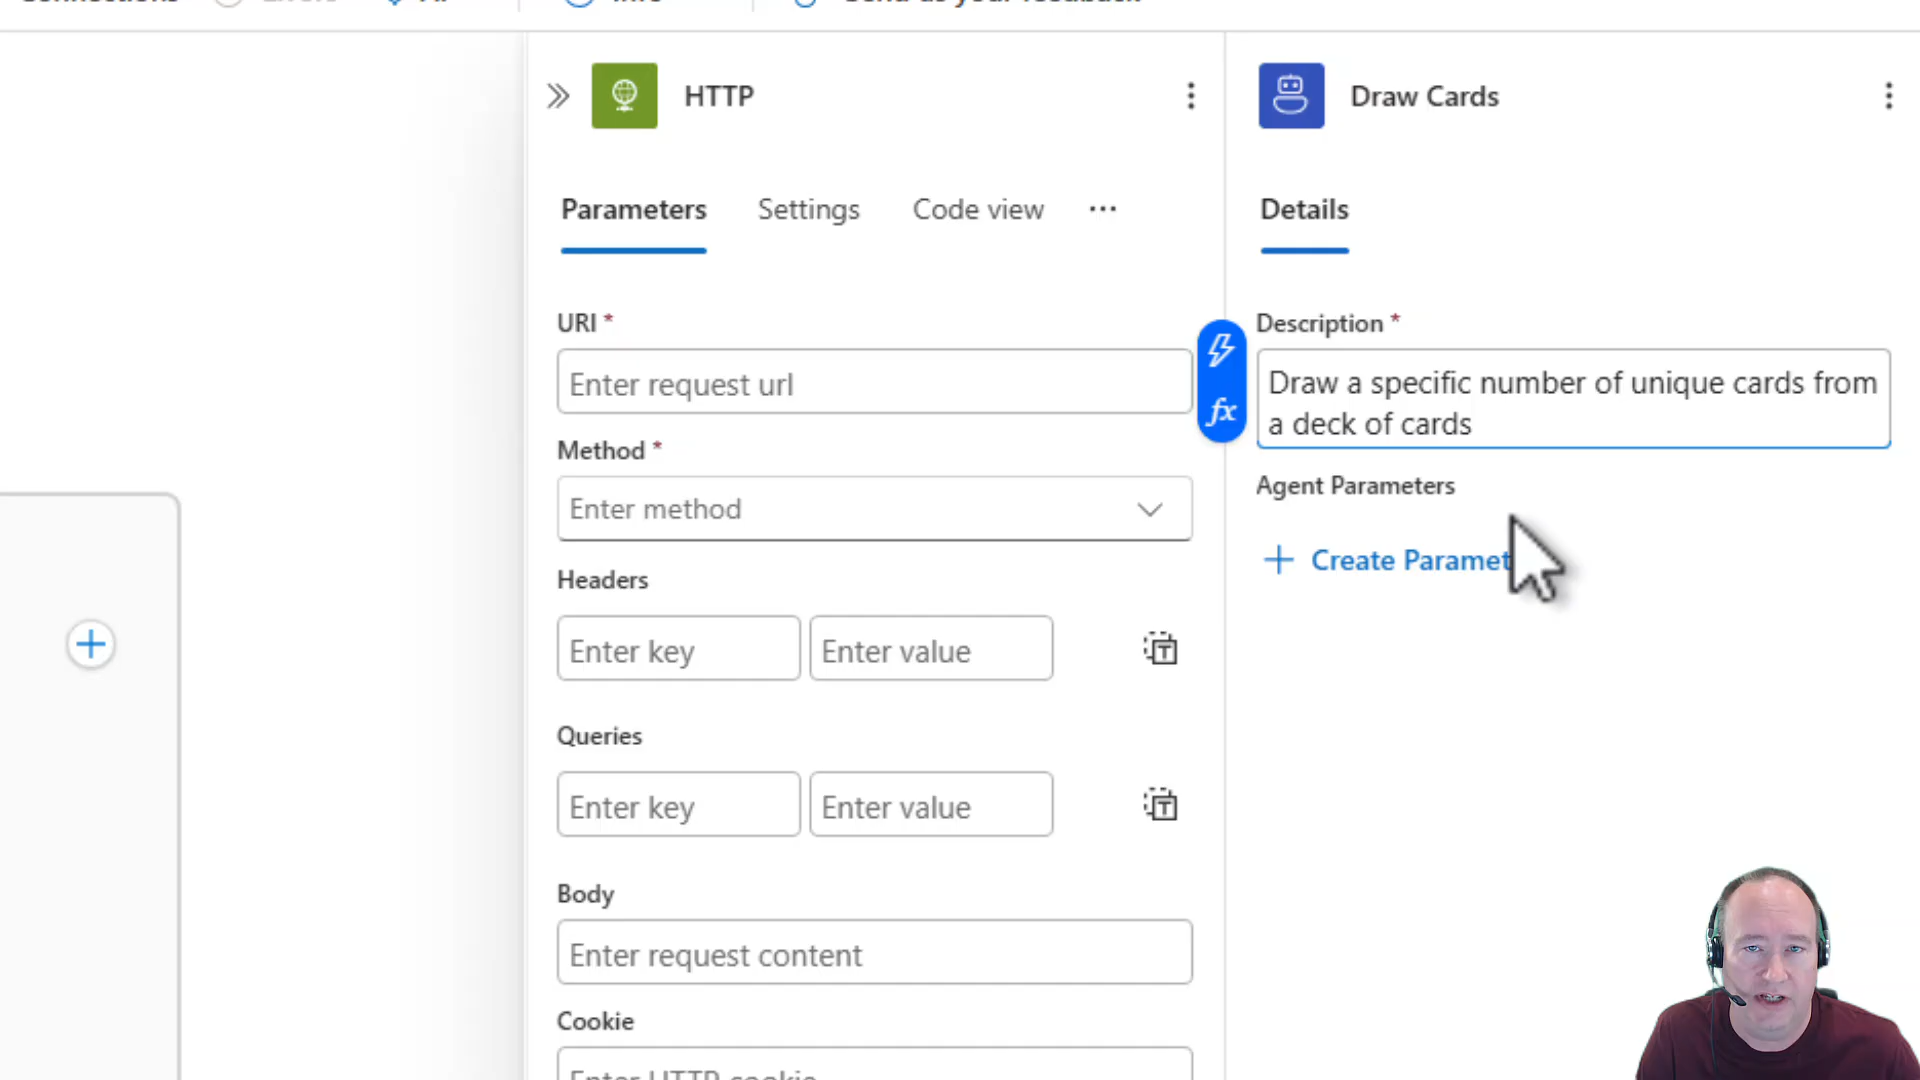 HTTP
Draw Cards
Parameters
Settings
Code view
Details
URI *
Description *
Enter request url
fx
Draw a specific number of unique cards from
a deck of cards
Method *
Enter method
Agent Parameters
Create Paramet
Headers
Enter key
Enter value
Queries
Enter key
Enter value
Body
Enter request content
Cookie